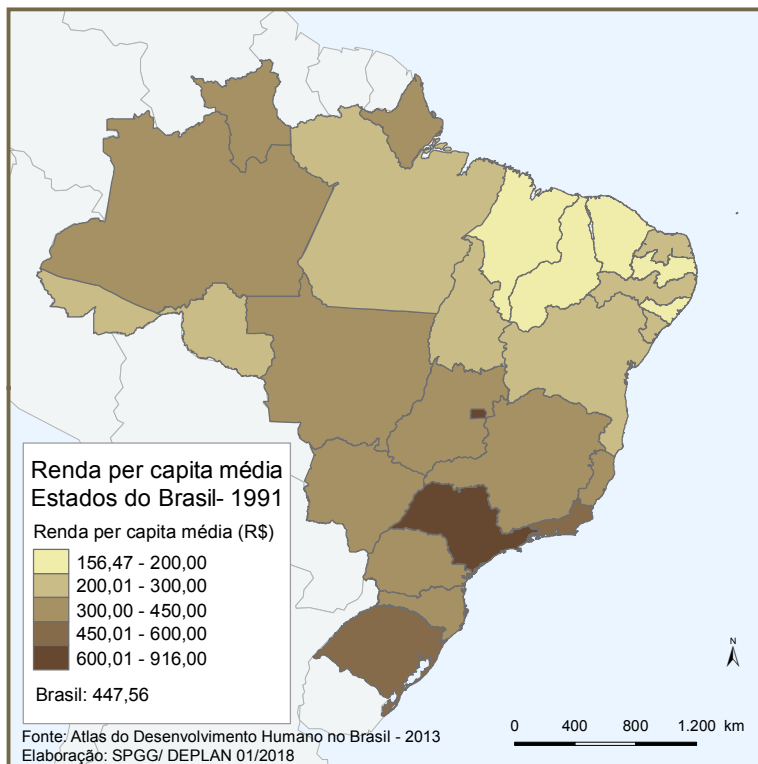 Renda per capita média
Estados do Brasil- 1991
Renda per capita média (R$)
156,47 - 200,00
200,01 - 300,00
300,00 - 450,00
450,01 - 600,00
600,01 - 916,00
Brasil: 447,56
N
0 400 800 1.200 km
Fonte: Atlas do Desenvolvimento Humano no Brasil - 2013
Elaboração: SPGG/ DEPLAN 01/2018